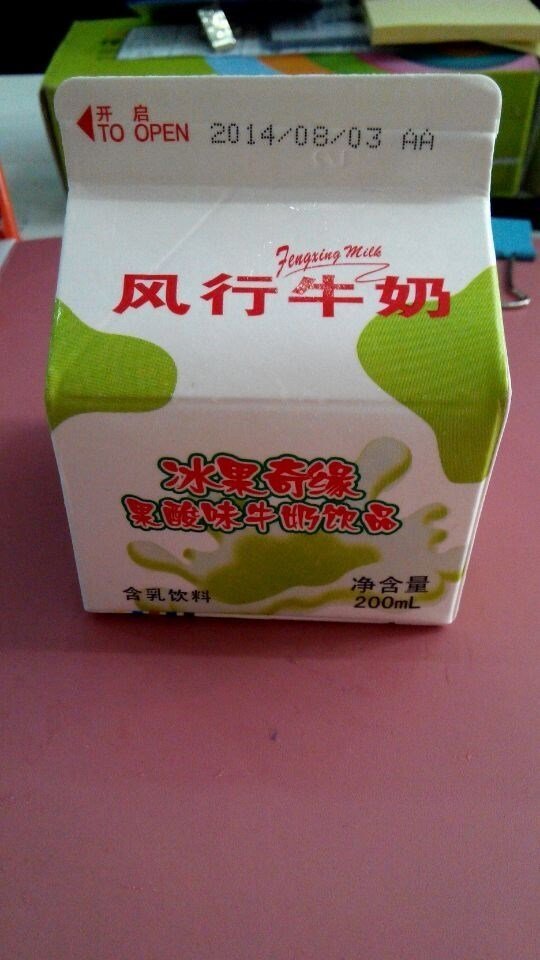 开启
TO OPEN
2014/08/03 AA
Fengxing Milk
风行牛奶
冰果奇缘
果酸味牛奶饮品
含乳饮料
净含量
200mL